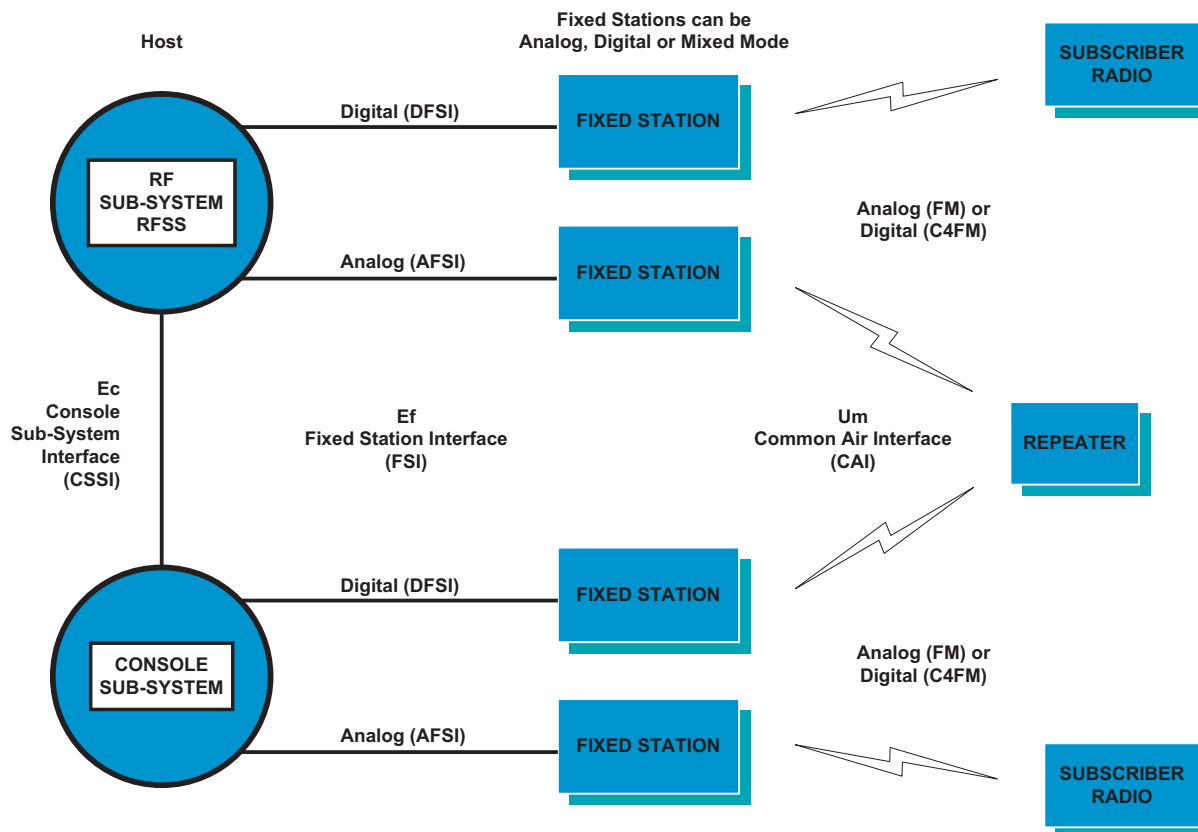 Host
Fixed Stations can be
Analog, Digital or Mixed Mode
SUBSCRIBER
RADIO
Digital (DFSI)
FIXED STATION
RF
SUB-SYSTEM
RFSS
Analog (FM) or
Digital (C4FM)
Analog (AFSI)
FIXED STATION
Ec
Console
Sub-System
Interface
(CSSI)
Ef
Fixed Station Interface
(FSI)
Um
Common Air Interface
(CAI)
REPEATER
Digital (DFSI)
FIXED STATION
CONSOLE
SUB-SYSTEM
Analog (FM) or
Digital (C4FM)
Analog (AFSI)
FIXED STATION
SUBSCRIBER
RADIO